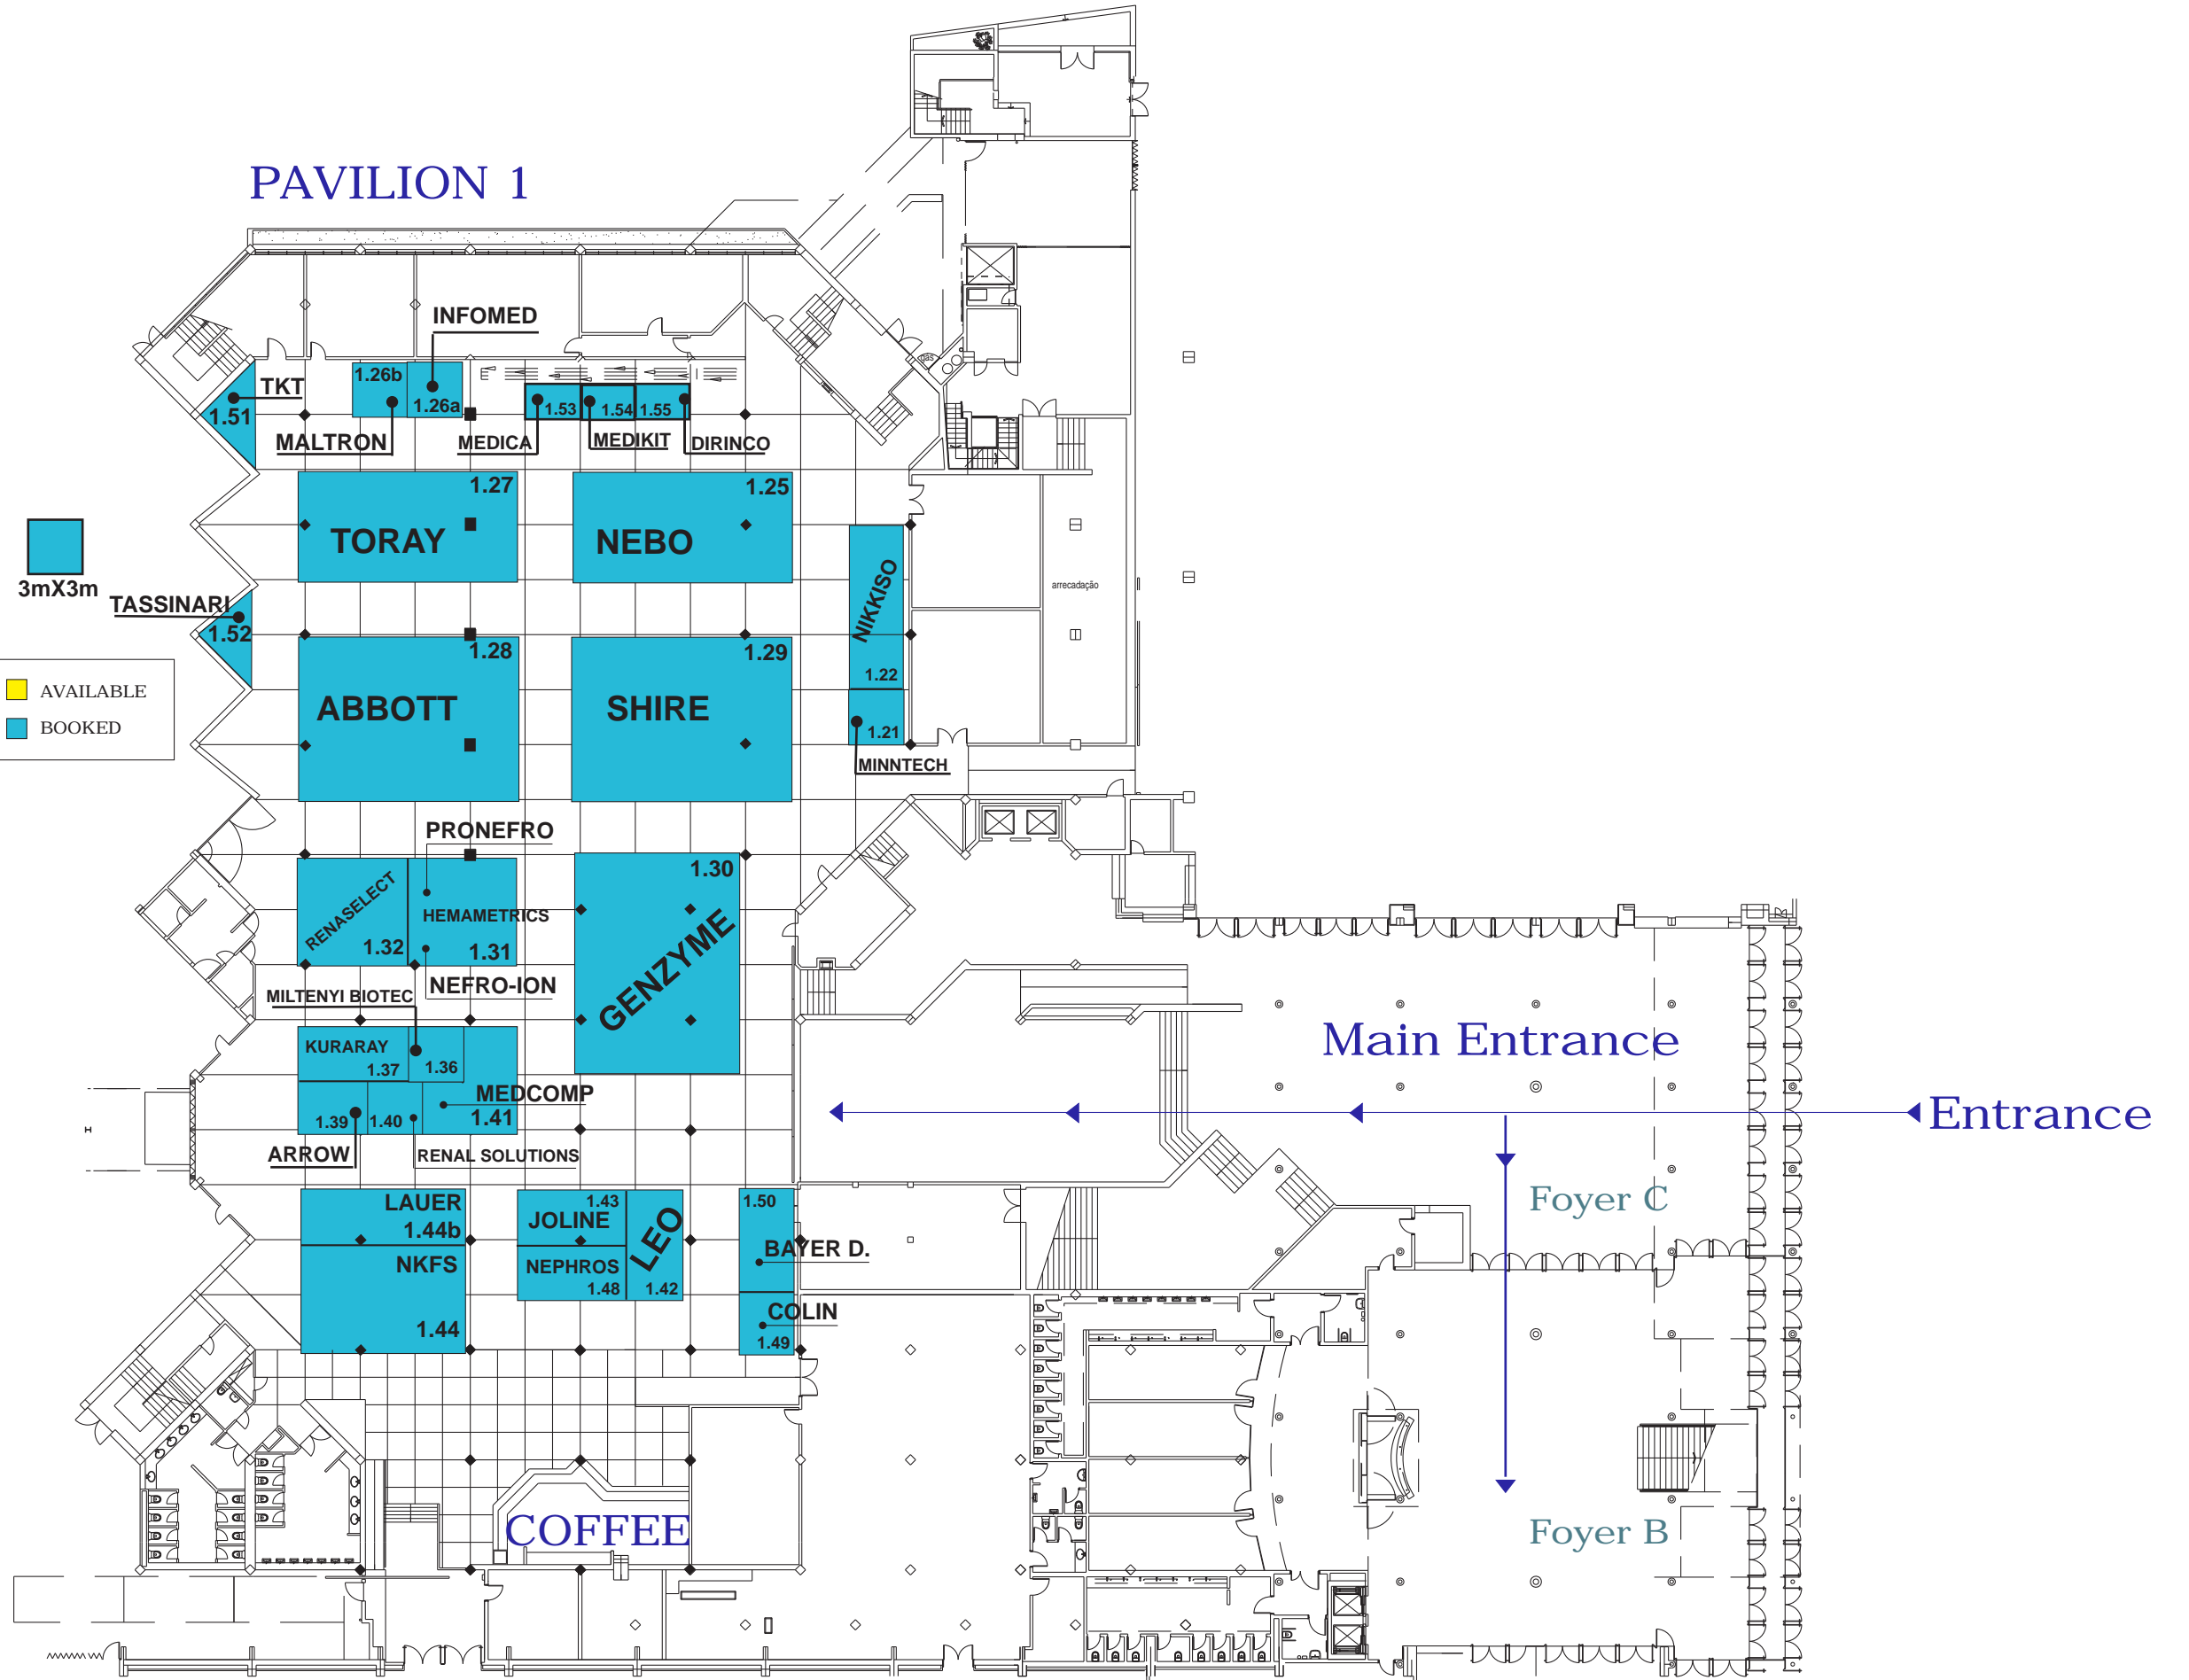 PAVILION 1
INFOMED
1.26b
1.26a
TKT
1.51
MALTRON
gás
1.53
1.54
1.55
MEDICA
MEDIKIT
DIRINCO
1.27
TORAY
1.25
NEBO
3mX3m
TASSINARI
1.52
NIKKISO
1.22
arrecadação
AVAILABLE
BOOKED
1.28
ABBOTT
1.29
SHIRE
1.21
MINNTECH
PRONEFRO
RENASELECT
1.32
HEMAMETRICS
1.31
1.30
GENZYME
NEFRO-ION
MILTENYI BIOTEC
KURARAY
1.37
1.36
MEDCOMP
1.41
1.39
1.40
ARROW
RENAL SOLUTIONS
Main Entrance
Entrance
LAUER
1.44b
NKFS
1.44
1.43
JOLINE
NEPHROS
1.48
LEO
1.42
1.50
BAYER D.
COLIN
1.49
Foyer C
COFFEE
Foyer B